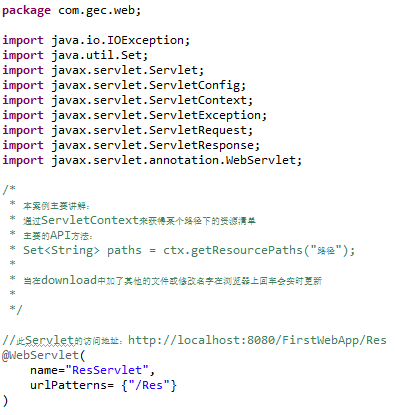 package com.gec.web;
import java.io.IOException;
import java.util.Set;
import javax.servlet.Servlet;
import javax.servlet.ServletConfig;
import javax.servlet.ServletContext;
import javax.servlet.ServletException;
import javax.servlet.ServletRequest;
import javax.servlet.ServletResponse;
import javax.servlet.annotation.WebServlet;
/*
 * 本案例主要讲解:
 * 通过ServletContext来获得某个路径下的资源清单
 * 主要的API方法:
 * Set<String> paths = ctx.getResourcePaths("路径");
 *
 * 当在download中加了其他的文件或修改名字在浏览器上回车会实时更新
 *
 */
//此Servlet的访问地址: http://localhost:8080/FirstWebApp/Res
@WebServlet(
    name="ResServlet",
    urlPatterns= {"/Res"}
)